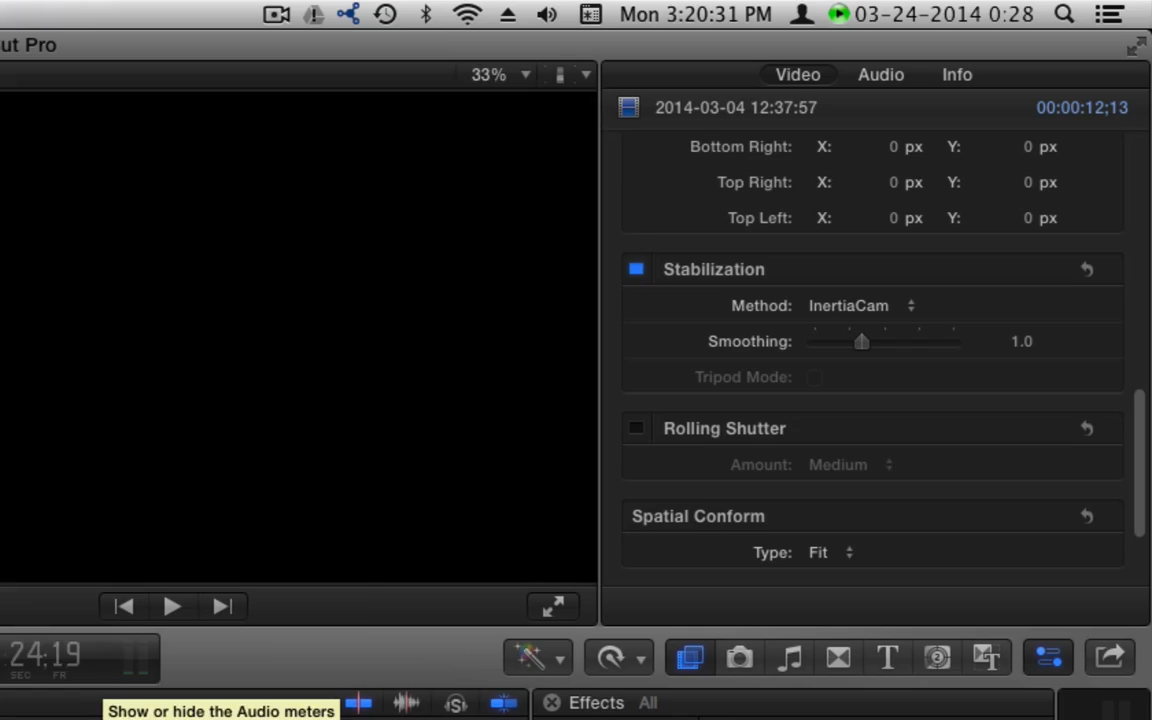 Mon 3:20:31 PM 03-24-2014 0:28
ut Pro
33%
Video Audio Info
2014-03-04 12:37:57 00:00:12;13
Bottom Right: X: 0 px Y: 0 px
Top Right: X: 0 px Y: 0 px
Top Left: X: 0 px Y: 0 px
Stabilization
Method: InertiaCam
Smoothing: 1.0
Tripod Mode:
Rolling Shutter
Amount: Medium
Spatial Conform
Type: Fit
24:19
SEC FR
T 2 T
S Effects All
Show or hide the Audio meters